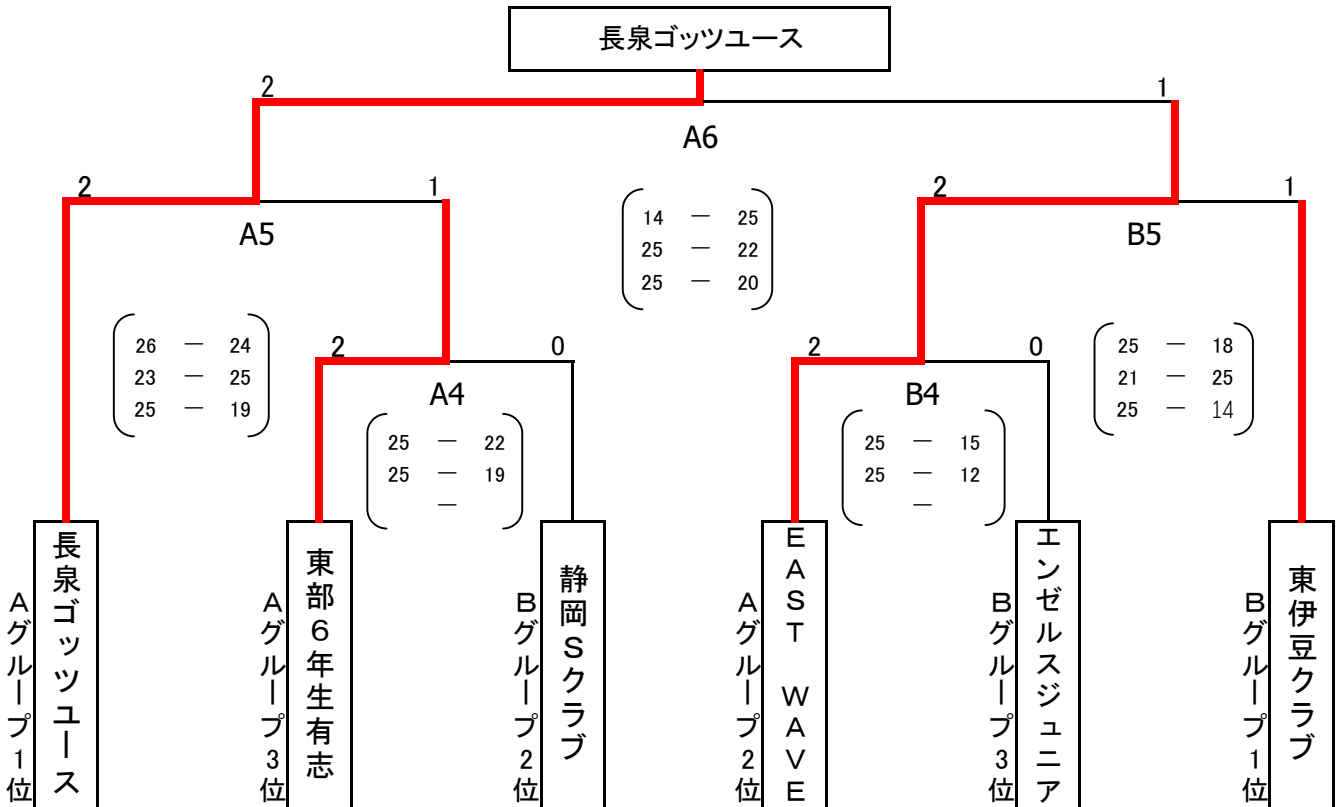 長泉ゴッツユース
2 1
A6
2 1
2 1
A5
B5
14 － 25
25 － 22
25 － 20
26 － 24
23 － 25
25 － 19
25 － 18
21 － 25
25 － 14
2 0
2 0
A4
B4
25 － 22
25 － 19
－
25 － 15
25 － 12
－
Aグループ1位
長泉ゴッツユース
Aグループ3位
東部6年生有志
Bグループ2位
静岡Sクラブ
Aグループ2位
EAST WAVE
Bグループ3位
エンゼルスジュニア
Bグループ1位
東伊豆クラブ